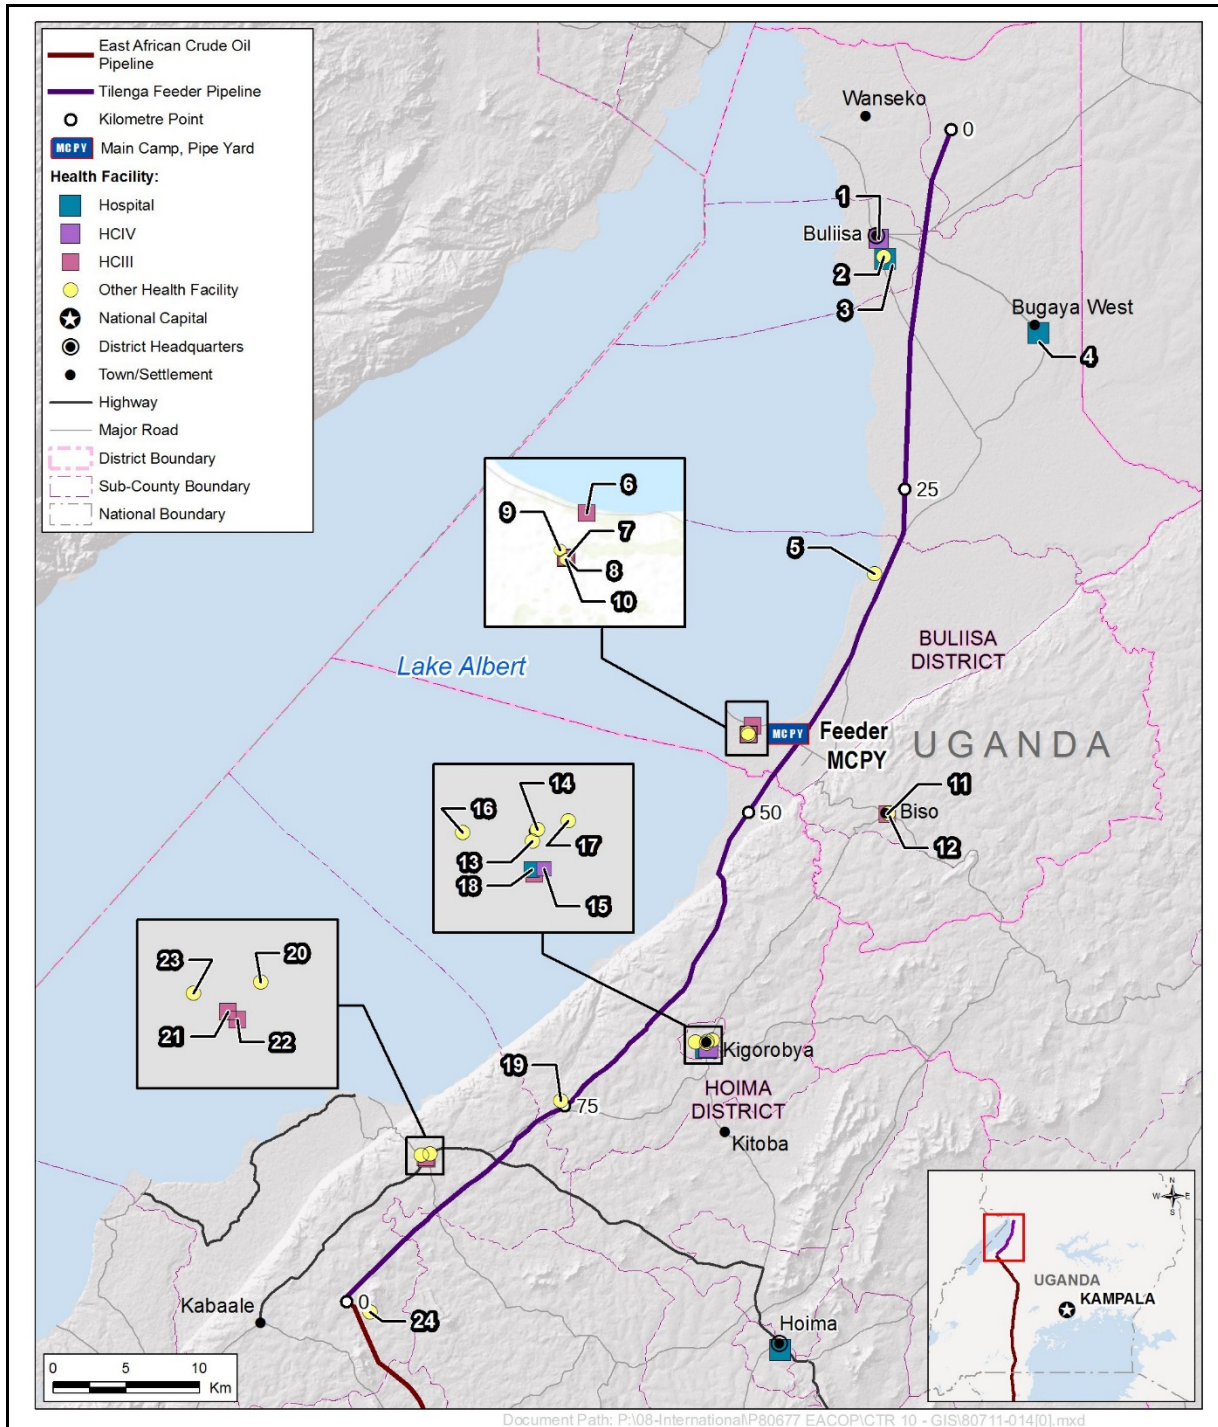 East African Crude Oil
Pipeline
Tilenga Feeder Pipeline
Kilometre Point
MCPY Main Camp, Pipe Yard
Health Facility:
Hospital
HCIV
HCIII
Other Health Facility
National Capital
District Headquarters
Town/Settlement
Highway
Major Road
District Boundary
Sub-County Boundary
National Boundary
Wanseko
0
1
Buliisa
2
3
Bugaya West
4
6
9
7
8
10
25
5
BULIISA
DISTRICT
Lake Albert
MCPY
Feeder
MCPY
UGANDA
14
16
13
17
18
15
50
11
Biso
12
23
20
21
22
Kigorobya
19
75
HOIMA
DISTRICT
Kitoba
Kabaale
0
24
Hoima
N
W
E
S
UGANDA
KAMPALA
0 5 10
Km
Document Path: P:\08-International\P80677 EACOP\CTR 10 - GIS\80711-014[0].mxd